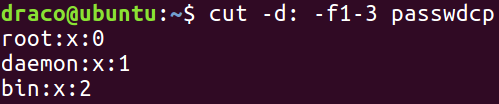 draco@ubuntu:~$ cut -d: -f1-3 passwdcp
root:x:0
daemon:x:1
bin:x:2